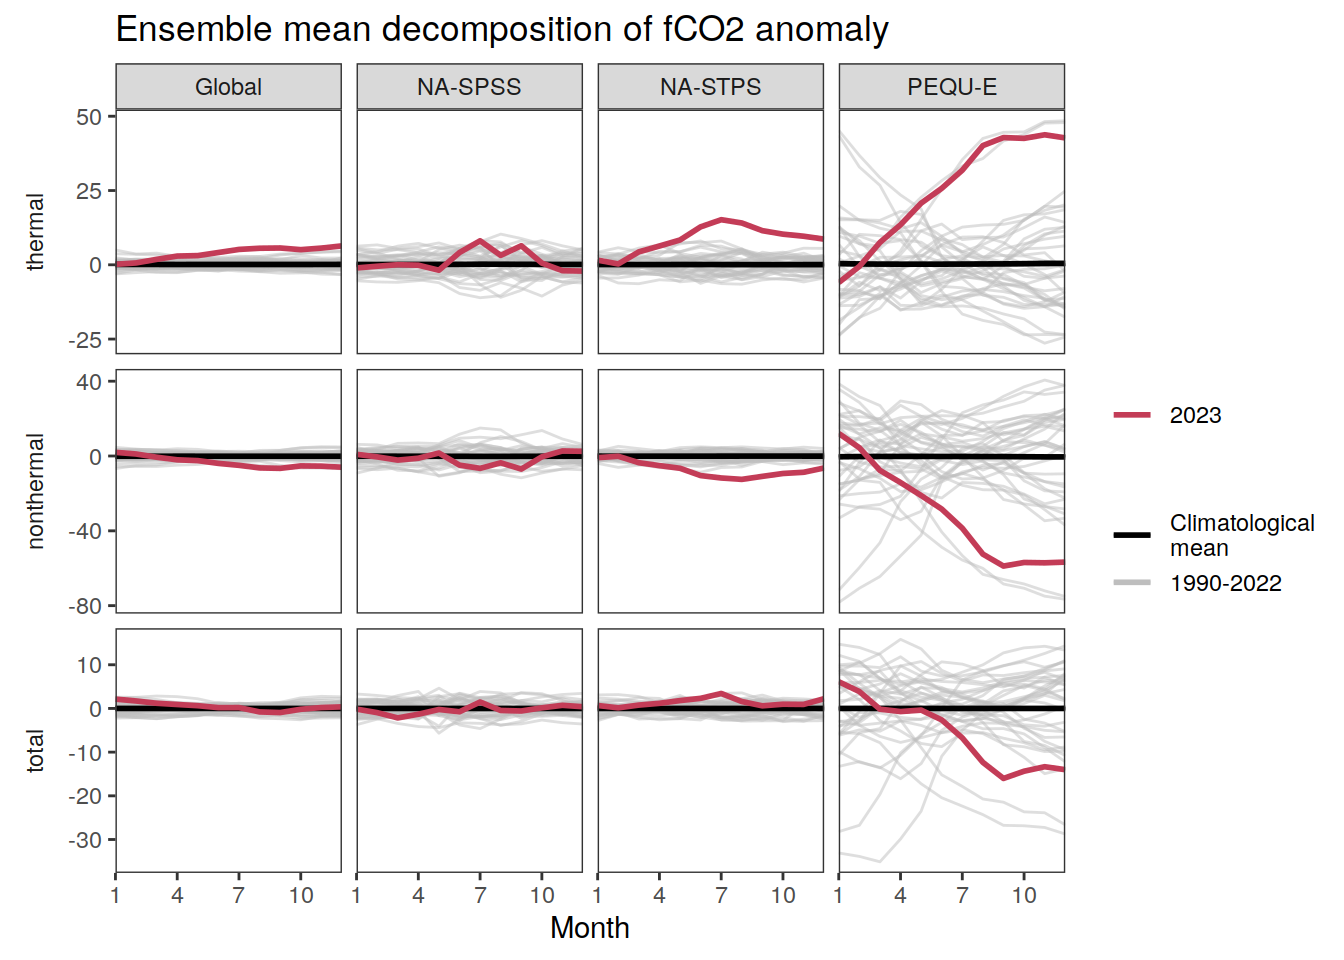 Ensemble mean decomposition of fCO2 anomaly
Global NA-SPSS NA-STPS PEQU-E
thermal
50
25
0
-25
nonthermal
40
0
-40
-80
total
10
0
-10
-20
-30
1 4 7 10 1 4 7 10 1 4 7 10 1 4 7 10
Month
2023
Climatological
mean
1990-2022